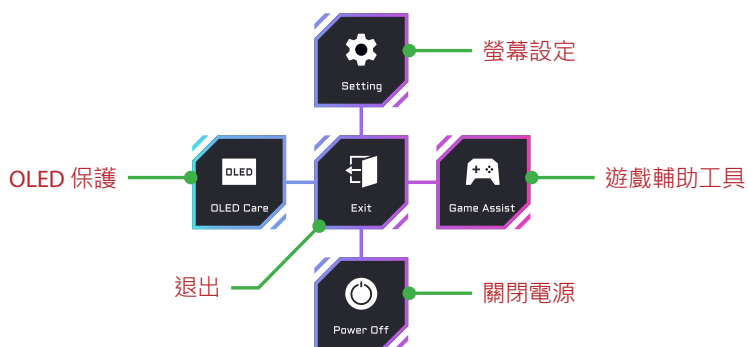 Setting
螢幕設定
OLED 保護
OLED
OLED Care
Exit
Game Assist
遊戲輔助工具
退出
Power Off
關閉電源